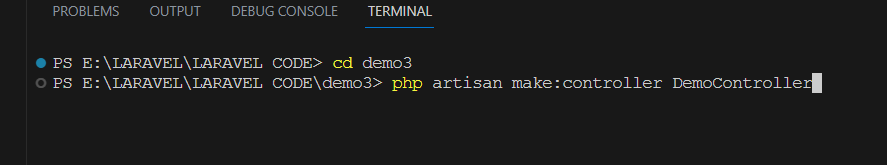 PROBLEMS OUTPUT DEBUG CONSOLE TERMINAL
PS E:\LARAVEL\LARAVEL CODE> cd demo3
PS E:\LARAVEL\LARAVEL CODE\demo3> php artisan make:controller DemoController